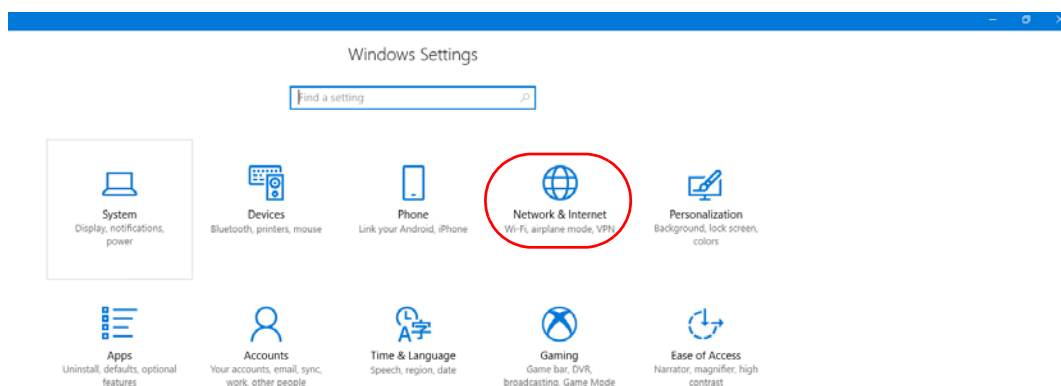 Windows Settings
Find a setting
System
Display, notifications,
power
Devices
Bluetooth, printers, mouse
Phone
Link your Android, iPhone
Network & Internet
Wi-Fi, airplane mode, VPN
Personalization
Background, lock screen,
colors
Apps
Uninstall, defaults, optional
features
Accounts
Your accounts, email, sync,
work, other people
Time & Language
Speech, region, date
Gaming
Game bar, DVR,
broadcasting, Game Mode
Ease of Access
Narrator, magnifier, high
contrast